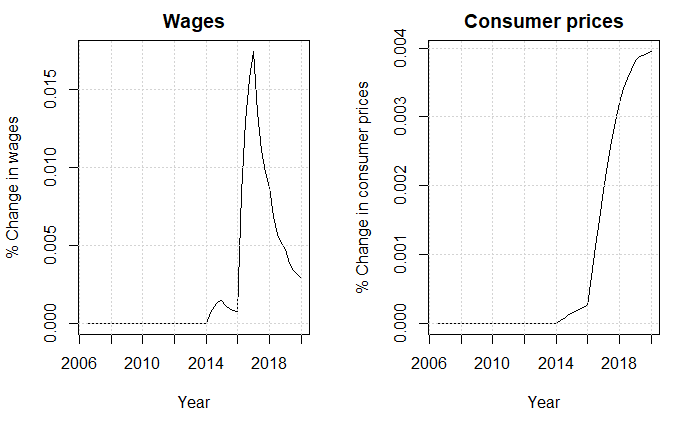 Wages
% Change in wages
0.015
0.010
0.005
0.000
2006 2010 2014 2018
Year
Consumer prices
% Change in consumer prices
0.004
0.003
0.002
0.001
0.000
2006 2010 2014 2018
Year